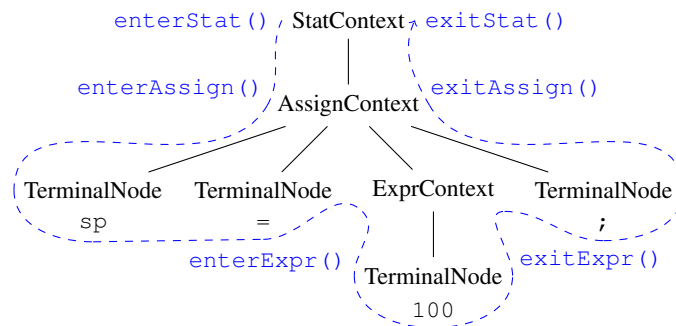 enterStat() StatContext exitStat()
enterAssign() exitAssign()
AssignContext
TerminalNode TerminalNode ExprContext TerminalNode
sp = ;
enterExpr() exitExpr()
TerminalNode
100